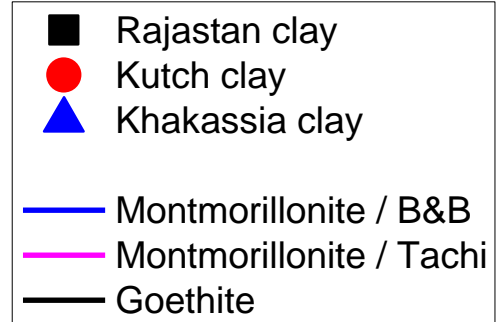 Rajastan clay
Kutch clay
Khakassia clay
Montmorillonite / B&B
Montmorillonite / Tachi
Goethite